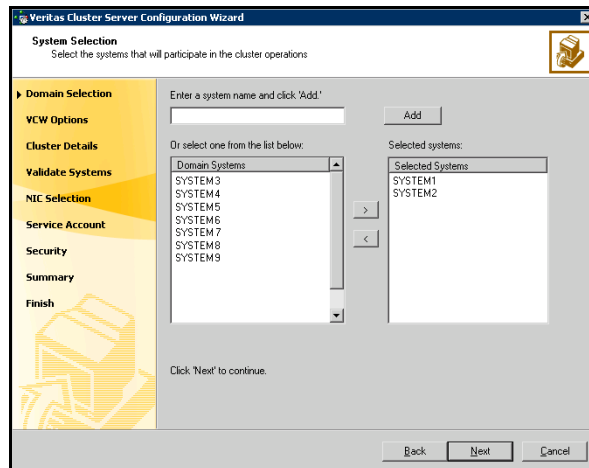 Veritas Cluster Server Configuration Wizard
System Selection
Select the systems that will participate in the cluster operations
Domain Selection
VCW Options
Cluster Details
Validate Systems
NIC Selection
Service Account
Security
Summary
Finish
Enter a system name and click 'Add.'
Add
Or select one from the list below:
Domain Systems
SYSTEM3
SYSTEM4
SYSTEM5
SYSTEM6
SYSTEM7
SYSTEM8
SYSTEM9
>
<
Selected systems:
Selected Systems
SYSTEM1
SYSTEM2
Click 'Next' to continue.
Back
Next
Cancel